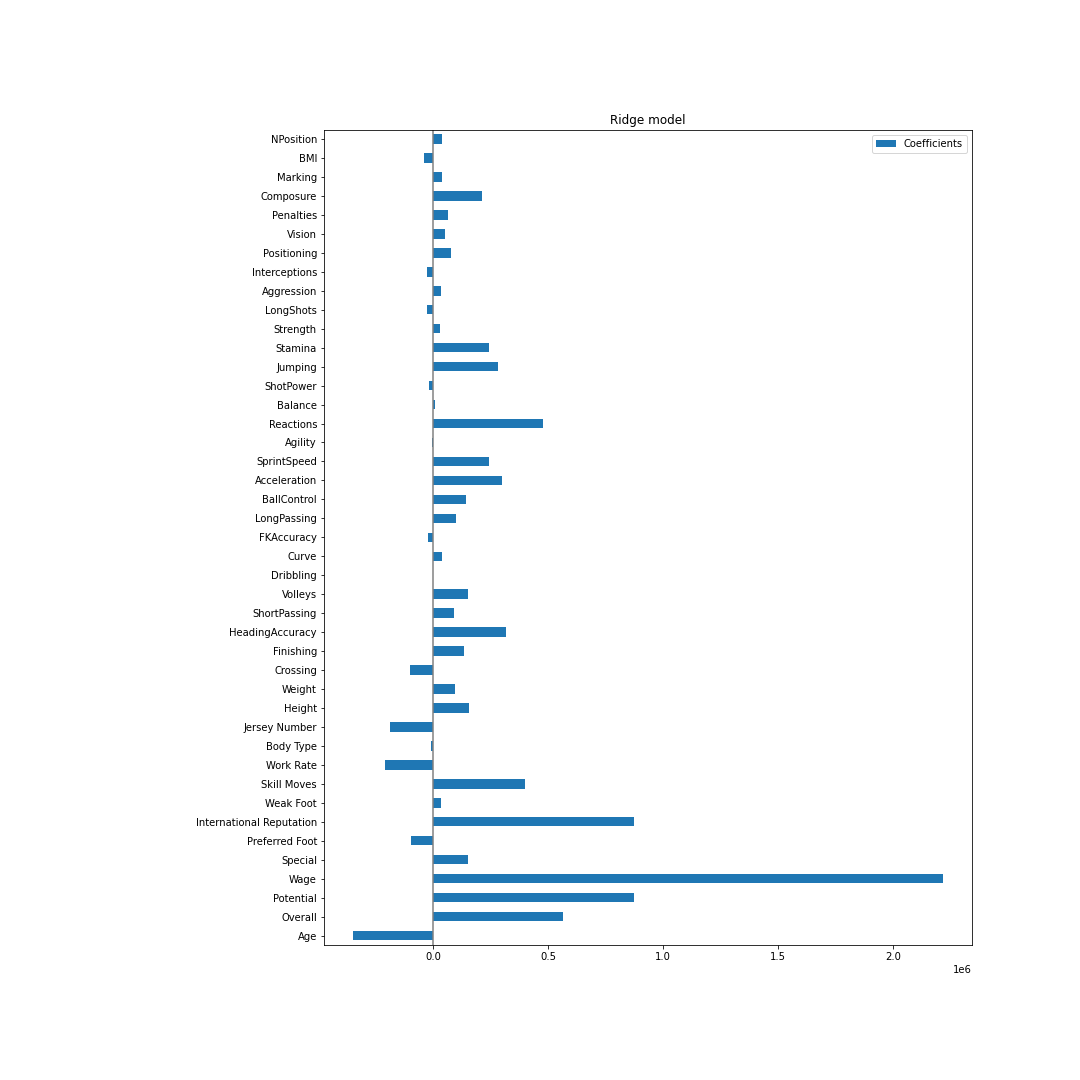 Ridge model
Coefficients
NPosition
BMI
Marking
Composure
Penalties
Vision
Positioning
Interceptions
Aggression
LongShots
Strength
Stamina
Jumping
ShotPower
Balance
Reactions
Agility
SprintSpeed
Acceleration
BallControl
LongPassing
FKAccuracy
Curve
Dribbling
Volleys
ShortPassing
HeadingAccuracy
Finishing
Crossing
Weight
Height
Jersey Number
Body Type
Work Rate
Skill Moves
Weak Foot
International Reputation
Preferred Foot
Special
Wage
Potential
Overall
Age
0.0 0.5 1.0 1.5 2.0
1e6